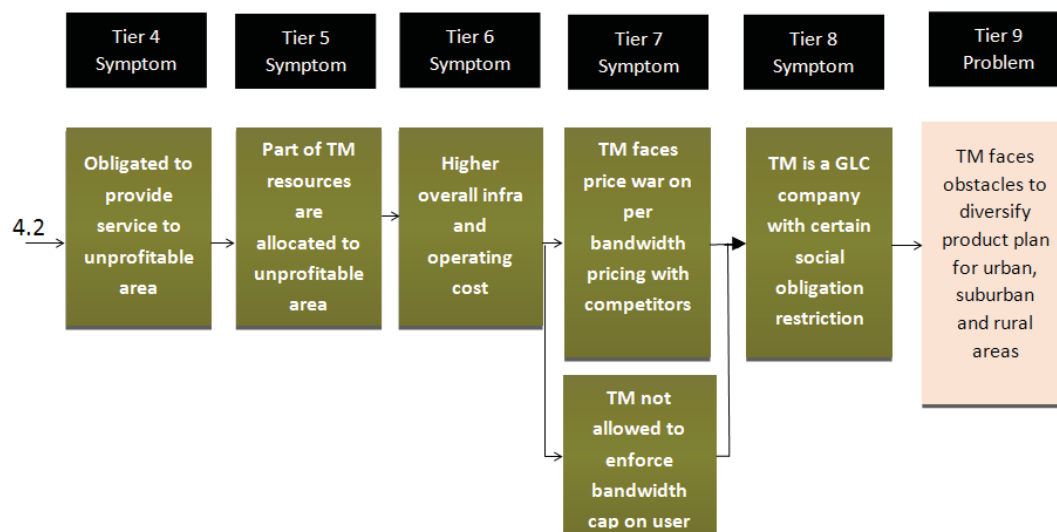 Tier 4
Symptom
Tier 5
Symptom
Tier 6
Symptom
Tier 7
Symptom
Tier 8
Symptom
Tier 9
Problem
4.2
Obligated to
provide
service to
unprofitable
area
Part of TM
resources
are
allocated to
unprofitable
area
Higher
overall infra
and
operating
cost
TM faces
price war on
per
bandwidth
pricing with
competitors
TM not
allowed to
enforce
bandwidth
cap on user
TM is a GLC
company
with certain
social
obligation
restriction
TM faces
obstacles to
diversify
product plan
for urban,
suburban
and rural
areas